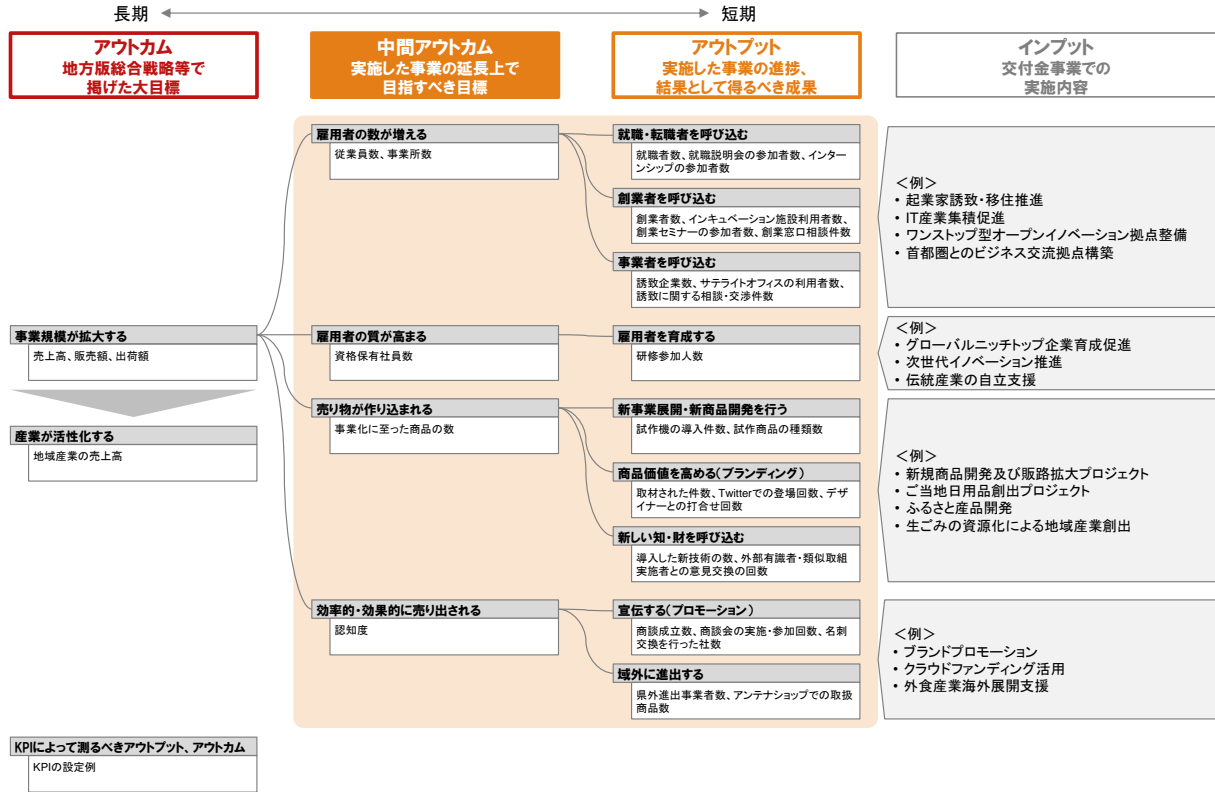 長期
短期
アウトカム
地方版総合戦略等で
掲げた大目標
中間アウトカム
実施した事業の延長上で
目指すべき目標
アウトプット
実施した事業の進捗、
結果として得るべき成果
インプット
交付金事業での
実施内容
事業規模が拡大する
売上高、販売額、出荷額
産業が活性化する
地域産業の売上高
雇用者の数が増える
従業員数、事業所数
雇用者の質が高まる
資格保有社員数
売り物が作り込まれる
事業化に至った商品の数
効率的・効果的に売り出される
認知度
就職・転職者を呼び込む
就職者数、就職説明会の参加者数、インター
ンシップの参加者数
創業者を呼び込む
創業者数、インキュベーション施設利用者数、
創業セミナーの参加者数、創業窓口相談件数
事業者を呼び込む
誘致企業数、サテライトオフィスの利用者数、
誘致に関する相談・交渉件数
雇用者を育成する
研修参加人数
新事業展開・新商品開発を行う
試作機の導入件数、試作商品の種類数
商品価値を高める(ブランディング)
取材された件数、Twitterでの登場回数、デザ
イナーとの打合せ回数
新しい知・財を呼び込む
導入した新技術の数、外部有識者・類似取組
実施者との意見交換の回数
宣伝する(プロモーション)
商談成立数、商談会の実施・参加回数、名刺
交換を行った社数
域外に進出する
県外進出事業者数、アンテナショップでの取扱
商品数
<例>
• 起業家誘致・移住推進
• IT産業集積促進
• ワンストップ型オープンイノベーション拠点整備
• 首都圏とのビジネス交流拠点構築
<例>
• グローバルニッチトップ企業育成促進
• 次世代イノベーション推進
• 伝統産業の自立支援
<例>
• 新規商品開発及び販路拡大プロジェクト
• ご当地日用品創出プロジェクト
• ふるさと産品開発
• 生ごみの資源化による地域産業創出
<例>
• ブランドプロモーション
• クラウドファンディング活用
• 外食産業海外展開支援
KPIによって測るべきアウトプット、アウトカム
KPIの設定例